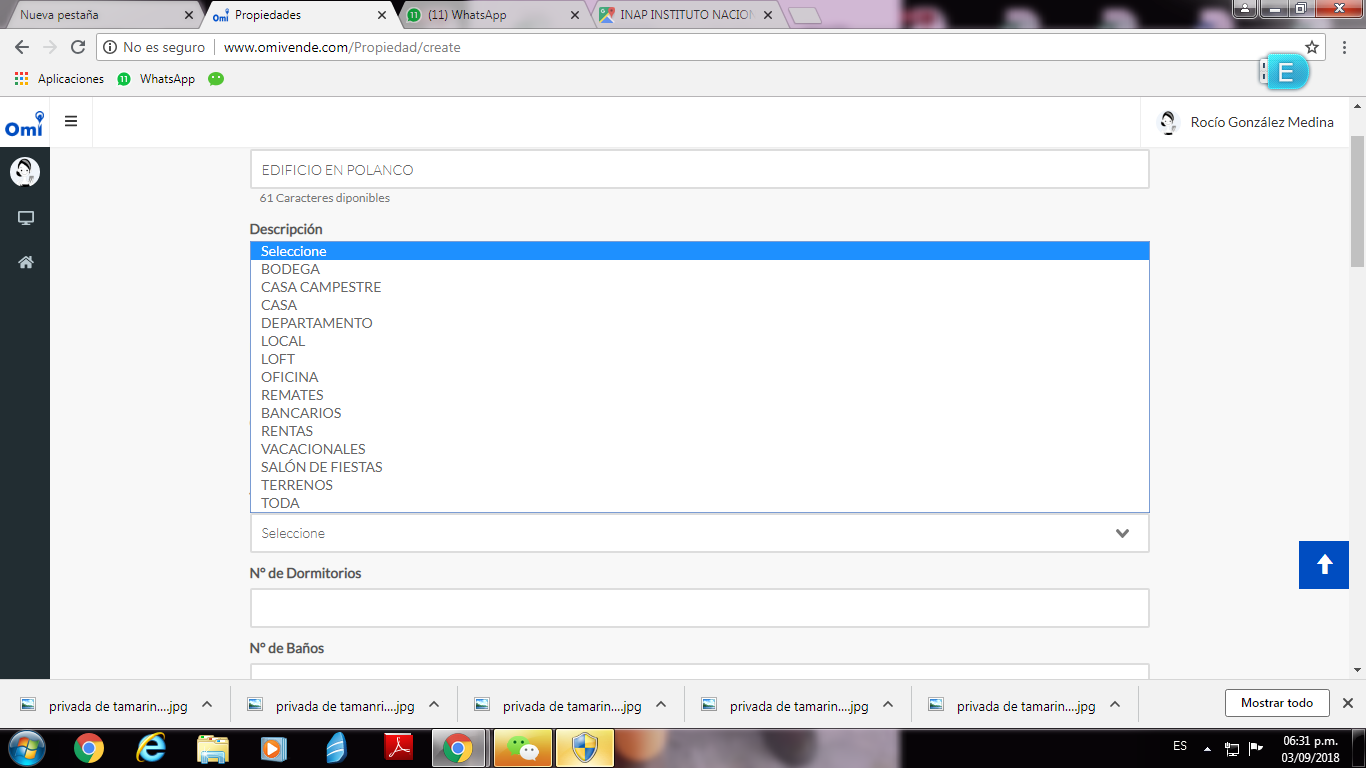 Nueva pestaña
Omi Propiedades
11 (11) WhatsApp
INAP INSTITUTO NACION
No es seguro | www.omivende.com/Propiedad/create
Aplicaciones
11 WhatsApp
E
Omi
Rocío González Medina
EDIFICIO EN POLANCO
61 Caracteres diponibles
Descripción
Seleccione
BODEGA
CASA CAMPESTRE
CASA
DEPARTAMENTO
LOCAL
LOFT
OFICINA
REMATES
BANCARIOS
RENTAS
VACACIONALES
SALÓN DE FIESTAS
TERRENOS
TODA
Seleccione
N° de Dormitorios
N° de Baños
privada de tamarin....jpg
privada de tamanri....jpg
privada de tamarin....jpg
privada de tamarin....jpg
privada de tamarin....jpg
Mostrar todo
ES
06:31 p.m.
03/09/2018